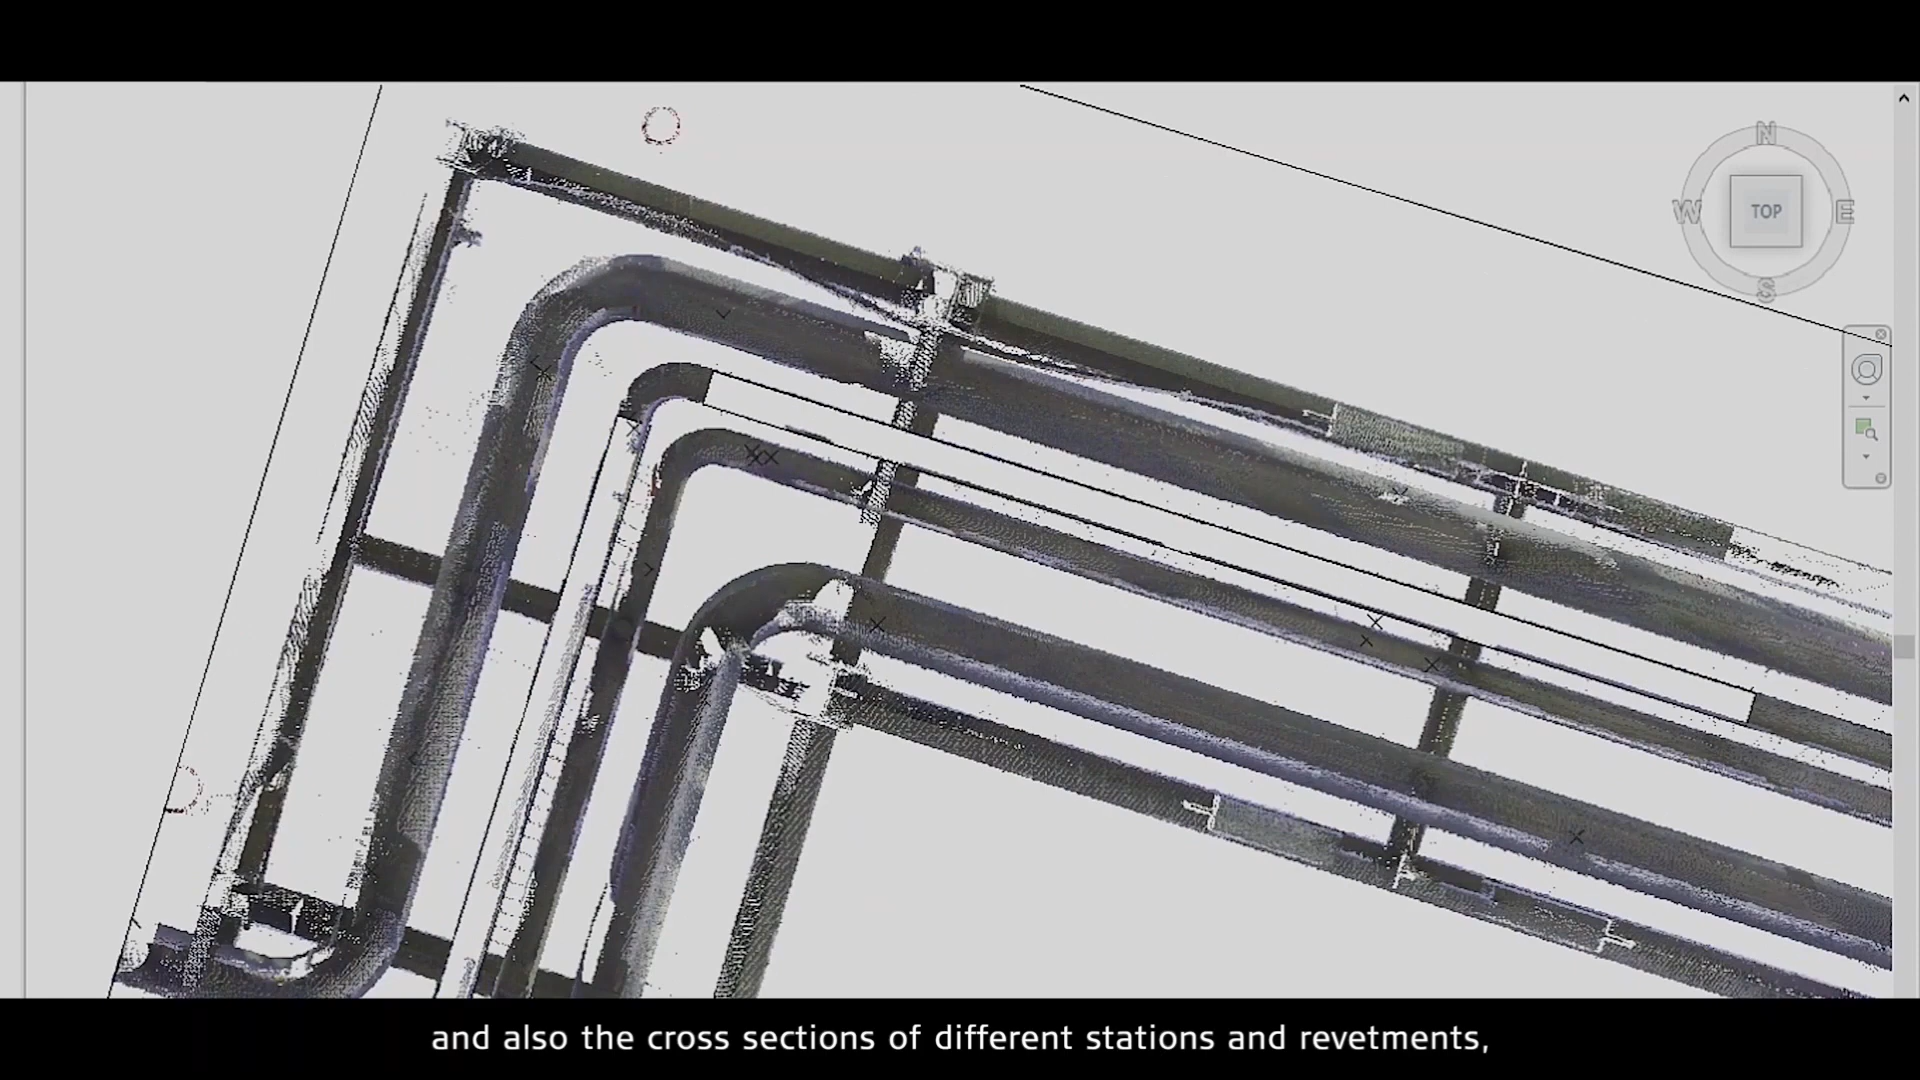 N
W
TOP
E
S
and also the cross sections of different stations and revetments,